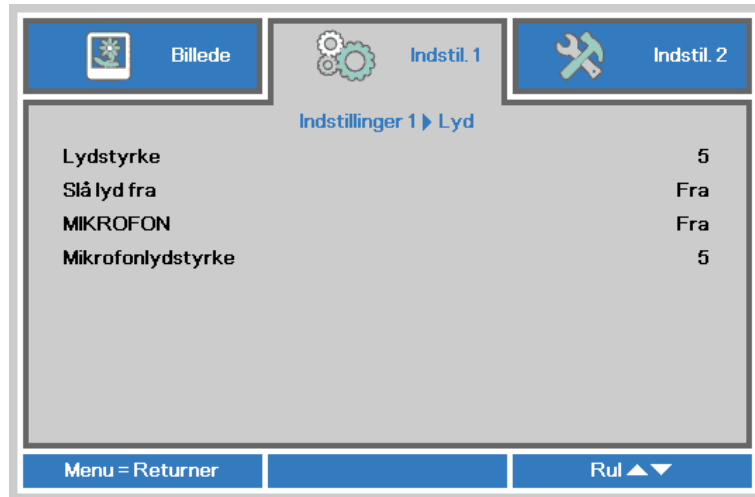 Billede
Indstil. 1
Indstil. 2
Indstillinger 1 ▶ Lyd
Lydstyrke 5
Slå lyd fra Fra
MIKROFON Fra
Mikrofonlydstyrke 5
Menu = Returner
Rul ▲▼